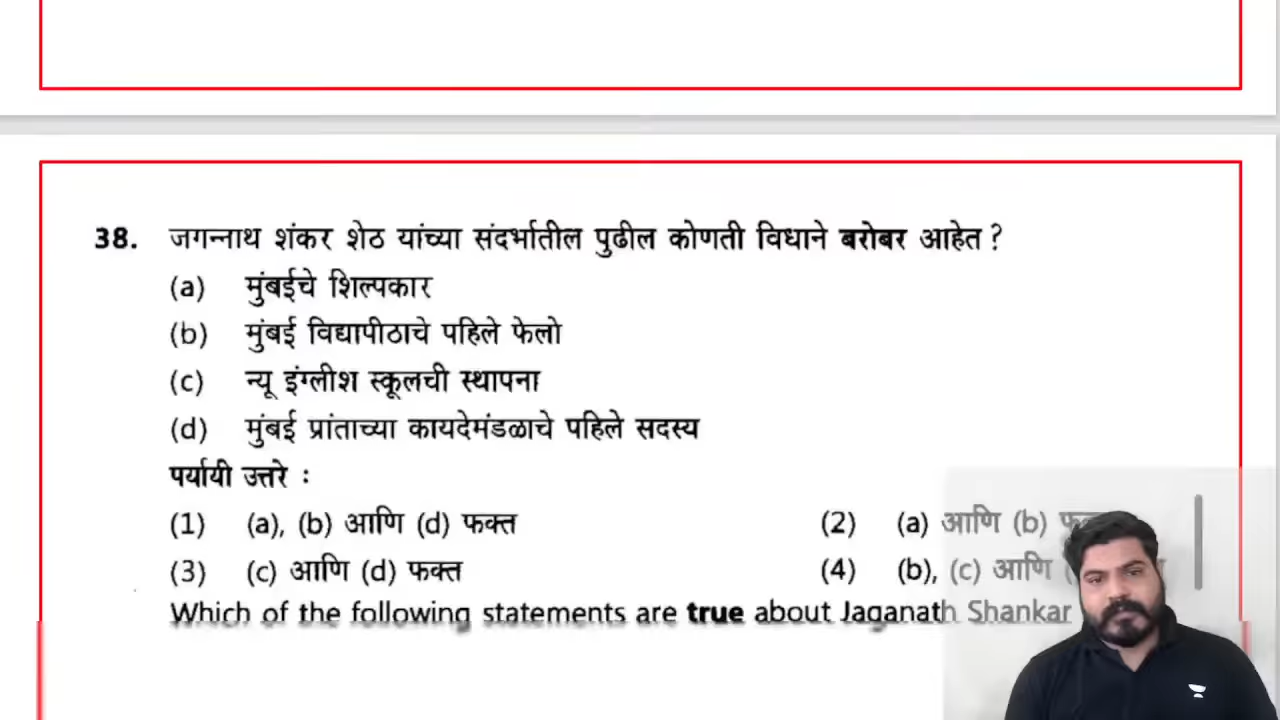 38. जगन्नाथ शंकर शेठ यांच्या संदर्भातील पुढील कोणती विधाने बरोबर आहेत ?
(a) मुंबईचे शिल्पकार
(b) मुंबई विद्यापीठाचे पहिले फेलो
(c) न्यू इंग्लीश स्कूलची स्थापना
(d) मुंबई प्रांताच्या कायदेमंडळाचे पहिले सदस्य
पर्यायी उत्तरे :
(1) (a), (b) आणि (d) फक्त (2) (a) आणि (b)
(3) (c) आणि (d) फक्त (4) (b), (c) आणि
Which of the following statements are true about Jaganath Shankar